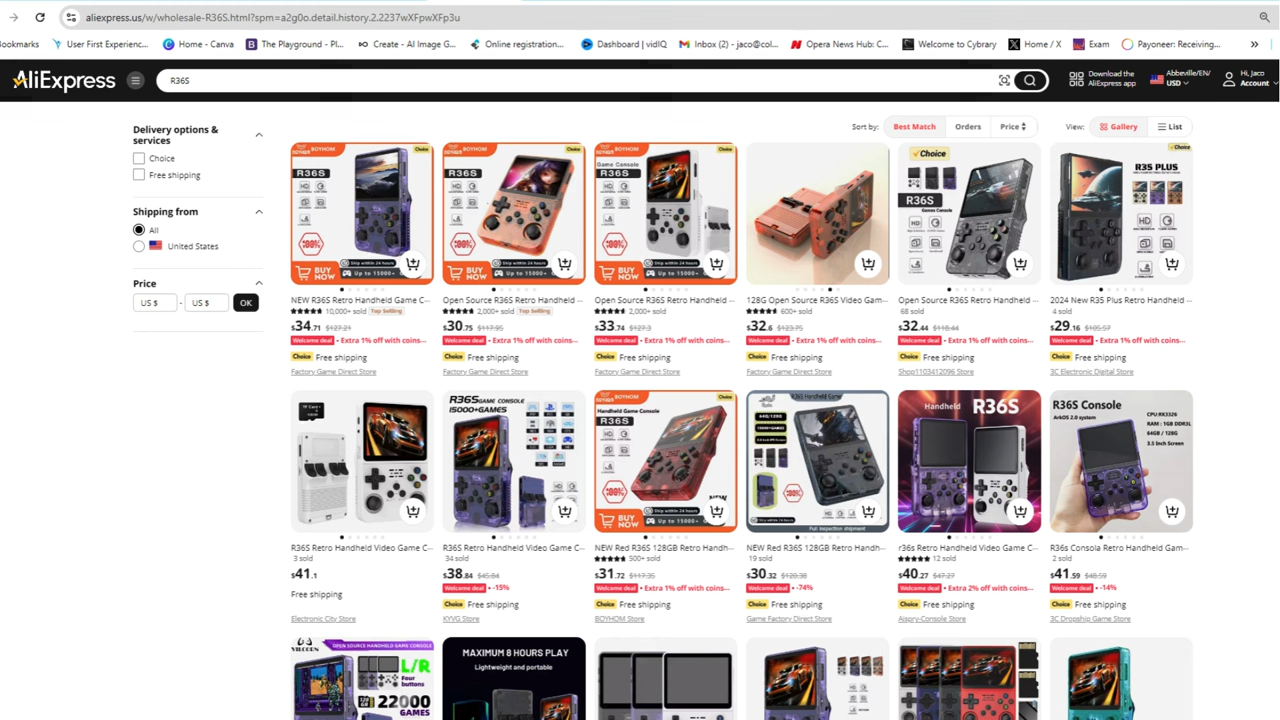 aliexpress.us/w/wholesale-R36S.html?spm=a2g0o.detail.history.2.2237wXFpwXFp3u
ookmarks
User First Experienc...
Home - Canva
The Playground - Pl...
Create - AI Image G...
Online registration...
Dashboard | vidIQ
Inbox (2) - jaco@col...
Opera News Hub: C...
Welcome to Cybrary
Home / X
Exam
Payoneer: Receiving...
AliExpress
R36S
Download the
AliExpress app
Abbeville/EN/
USD
Hi, Jaco
Account
Delivery options &
services
Choice
Free shipping
Shipping from
All
United States
Price
US $ - US $ OK
Sort by: Best Match Orders Price
View: Gallery List
BOYHOM Choice
R36S
BUY NOW
Ship within 24 hours
Up to 15000+
BOYHOM Choice
R36S
BUY NOW
Ship within 24 hours
Up to 15000+
BOYHOM Choice
Game Console
R36S
BUY NOW
Ship within 24 hours
Up to 15000+
Choice
R36S
Games Console
Choice
R35 PLUS
NEW R36S Retro Handheld Game C...
10,000+ sold Top Selling
$34.71 $127.21
Welcome deal Extra 1% off with coins...
Choice Free shipping
Factory Game Direct Store
Open Source R36S Retro Handheld ...
2,000+ sold Top Selling
$30.75 $117.95
Welcome deal Extra 1% off with coins...
Choice Free shipping
Factory Game Direct Store
Open Source R36S Retro Handheld ...
2,000+ sold
$33.74 $127.3
Welcome deal Extra 1% off with coins...
Choice Free shipping
Factory Game Direct Store
128G Open Source R36S Video Gam...
600+ sold
$32.6 $123.75
Welcome deal Extra 1% off with coins...
Choice Free shipping
Factory Game Direct Store
Open Source R36S Retro Handheld ...
68 sold
$32.44 $118.44
Welcome deal Extra 1% off with coins...
Choice Free shipping
Shop1103412096 Store
2024 New R35 Plus Retro Handheld ...
4 sold
$29.16 $105.57
Welcome deal Extra 1% off with coins...
Choice Free shipping
3C Electronic Digital Store
TF Card
R36S GAME CONSOLE
15000+GAMES
BOYHOM Choice
Handheld Game Console
R36S
NEW
BUY NOW
Ship within 24 hours
Up to 15000+
R36S Handheld Game
64G/128G
Full inspection shipment
Handheld R36S
R36S Console
ArkOS 2.0 system
CPU:RK3326
RAM : 1GB DDR3L
64GB / 128G
3.5 Inch Screen
R36S Retro Handheld Video Game C...
3 sold
$41.1
Free shipping
Electronic City Store
R36S Retro Handheld Video Game C...
34 sold
$38.84 $45.84
Welcome deal -15%
Choice Free shipping
KYVG Store
NEW Red R36S 128GB Retro Handh...
500+ sold
$31.72 $117.35
Welcome deal Extra 1% off with coins...
Choice Free shipping
BOYHOM Store
NEW Red R36S 128GB Retro Handh...
19 sold
$30.32 $120.38
Welcome deal -74%
Choice Free shipping
Game Factory Direct Store
r36s Retro Handheld Video Game C...
12 sold
$40.27 $47.27
Welcome deal Extra 2% off with coins...
Choice Free shipping
Aispry-Console Store
R36s Consola Retro Handheld Gam...
2 sold
$41.59 $48.59
Welcome deal -14%
Choice Free shipping
3C Dropship Game Store
YILCORN
OPEN SOURCE HANDHELD GAME CONSOLE
L/R
Four
buttons
22000
GAMES
MAXIMUM 8 HOURS PLAY
Lightweight and portable